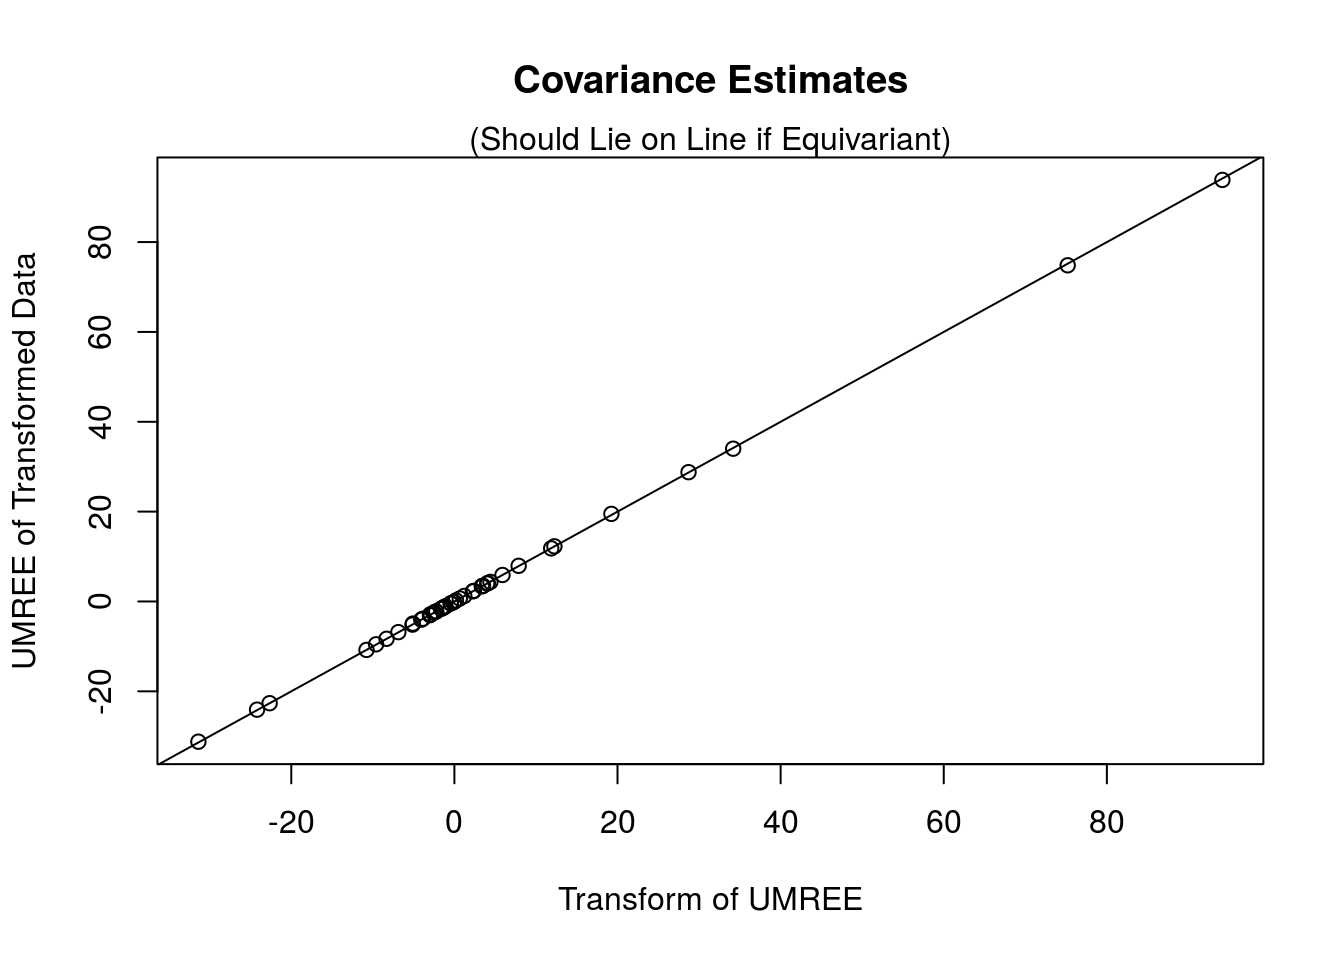 Covariance Estimates
(Should Lie on Line if Equivariant)
UMREE of Transformed Data
80
60
40
20
0
-20
-20 0 20 40 60 80
Transform of UMREE